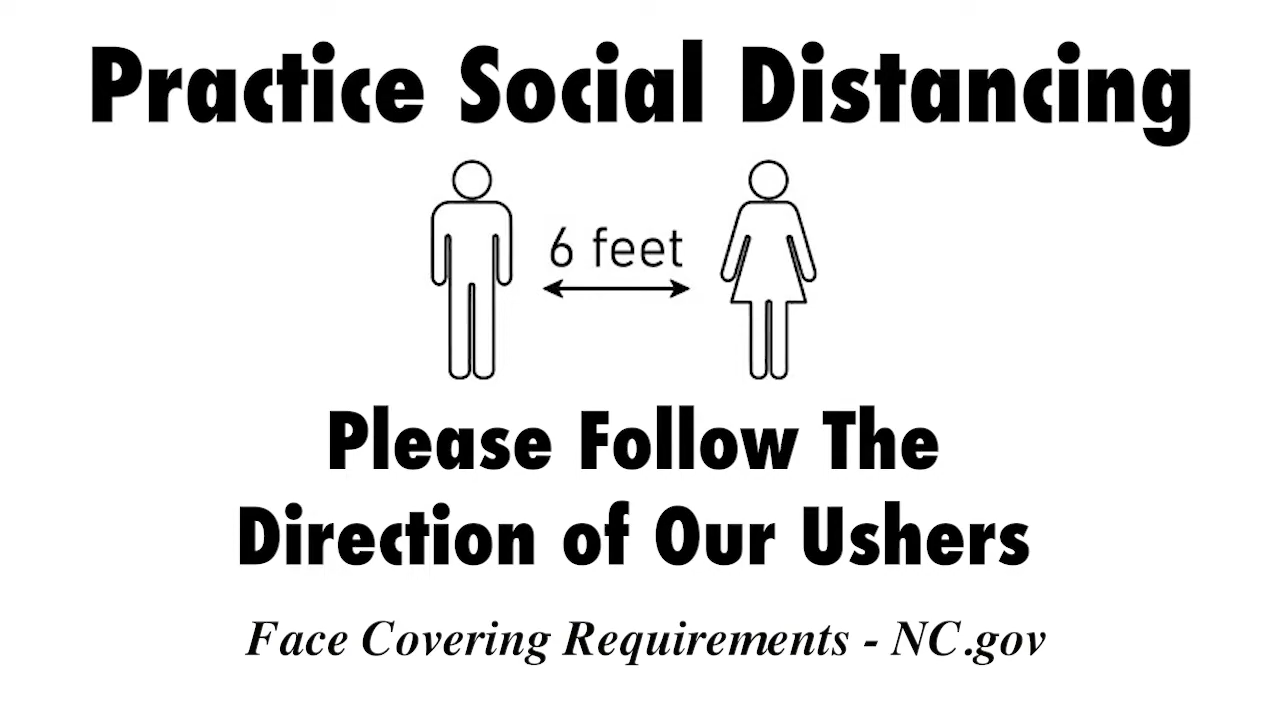 Practice Social Distancing
6 feet
Please Follow The
Direction of Our Ushers
Face Covering Requirements - NC.gov